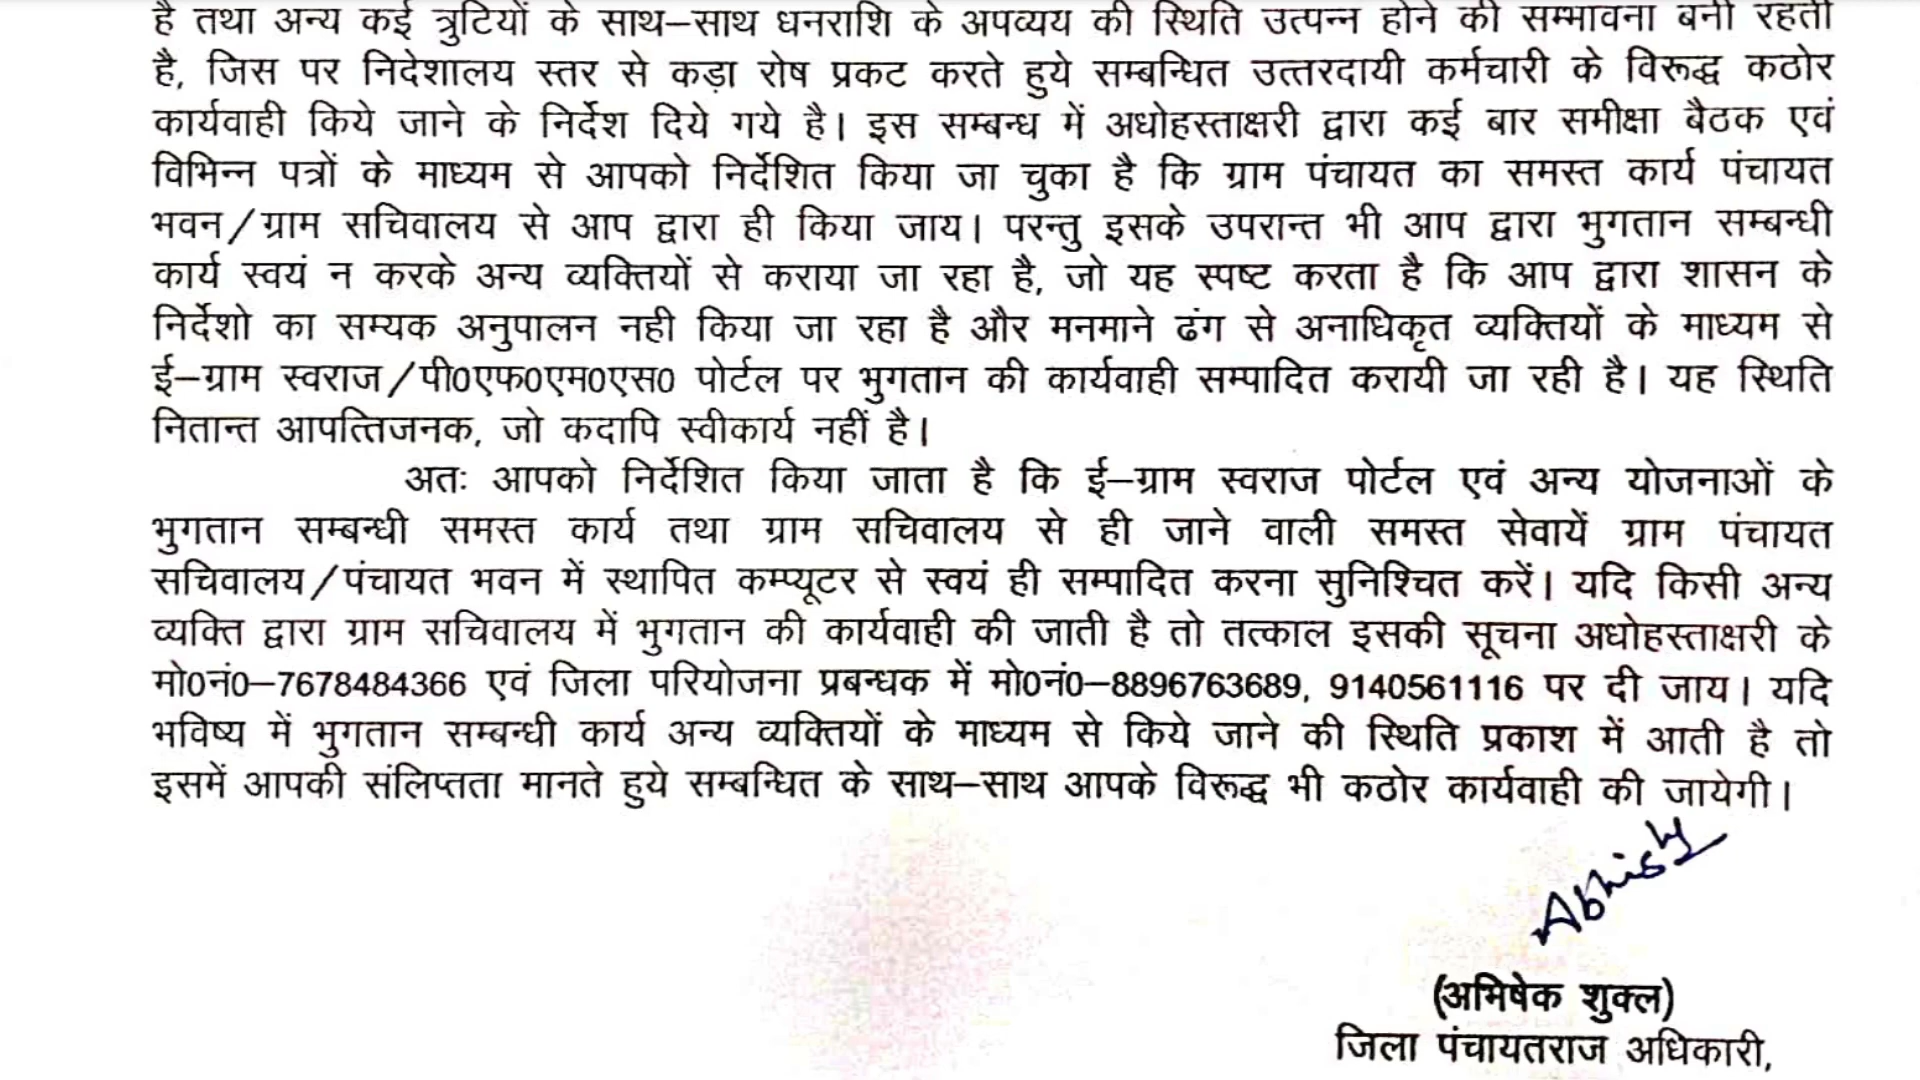 है तथा अन्य कई त्रुटियों के साथ–साथ धनराशि के अपव्यय की स्थिति उत्पन्न होने की सम्भावना बनी रहती
है, जिस पर निदेशालय स्तर से कड़ा रोष प्रकट करते हुये सम्बन्धित उत्तरदायी कर्मचारी के विरूद्ध कठोर
कार्यवाही किये जाने के निर्देश दिये गये है। इस सम्बन्ध में अधोहस्ताक्षरी द्वारा कई बार समीक्षा बैठक एवं
विभिन्न पत्रों के माध्यम से आपको निर्देशित किया जा चुका है कि ग्राम पंचायत का समस्त कार्य पंचायत
भवन/ग्राम सचिवालय से आप द्वारा ही किया जाय। परन्तु इसके उपरान्त भी आप द्वारा भुगतान सम्बन्धी
कार्य स्वयं न करके अन्य व्यक्तियों से कराया जा रहा है, जो यह स्पष्ट करता है कि आप द्वारा शासन के
निर्देशो का सम्यक अनुपालन नही किया जा रहा है और मनमाने ढंग से अनाधिकृत व्यक्तियों के माध्यम से
ई–ग्राम स्वराज/पी0एफ0एम0एस0 पोर्टल पर भुगतान की कार्यवाही सम्पादित करायी जा रही है। यह स्थिति
नितान्त आपत्तिजनक, जो कदापि स्वीकार्य नहीं है।
अतः आपको निर्देशित किया जाता है कि ई–ग्राम स्वराज पोर्टल एवं अन्य योजनाओं के
भुगतान सम्बन्धी समस्त कार्य तथा ग्राम सचिवालय से ही जाने वाली समस्त सेवायें ग्राम पंचायत
सचिवालय/पंचायत भवन में स्थापित कम्प्यूटर से स्वयं ही सम्पादित करना सुनिश्चित करें। यदि किसी अन्य
व्यक्ति द्वारा ग्राम सचिवालय में भुगतान की कार्यवाही की जाती है तो तत्काल इसकी सूचना अधोहस्ताक्षरी के
मो0नं0–7678484366 एवं जिला परियोजना प्रबन्धक में मो0नं0–8896763689, 9140561116 पर दी जाय। यदि
भविष्य में भुगतान सम्बन्धी कार्य अन्य व्यक्तियों के माध्यम से किये जाने की स्थिति प्रकाश में आती है तो
इसमें आपकी संलिप्तता मानते हुये सम्बन्धित के साथ–साथ आपके विरूद्ध भी कठोर कार्यवाही की जायेगी।
Abhish
(अभिषेक शुक्ल)
जिला पंचायतराज अधिकारी,